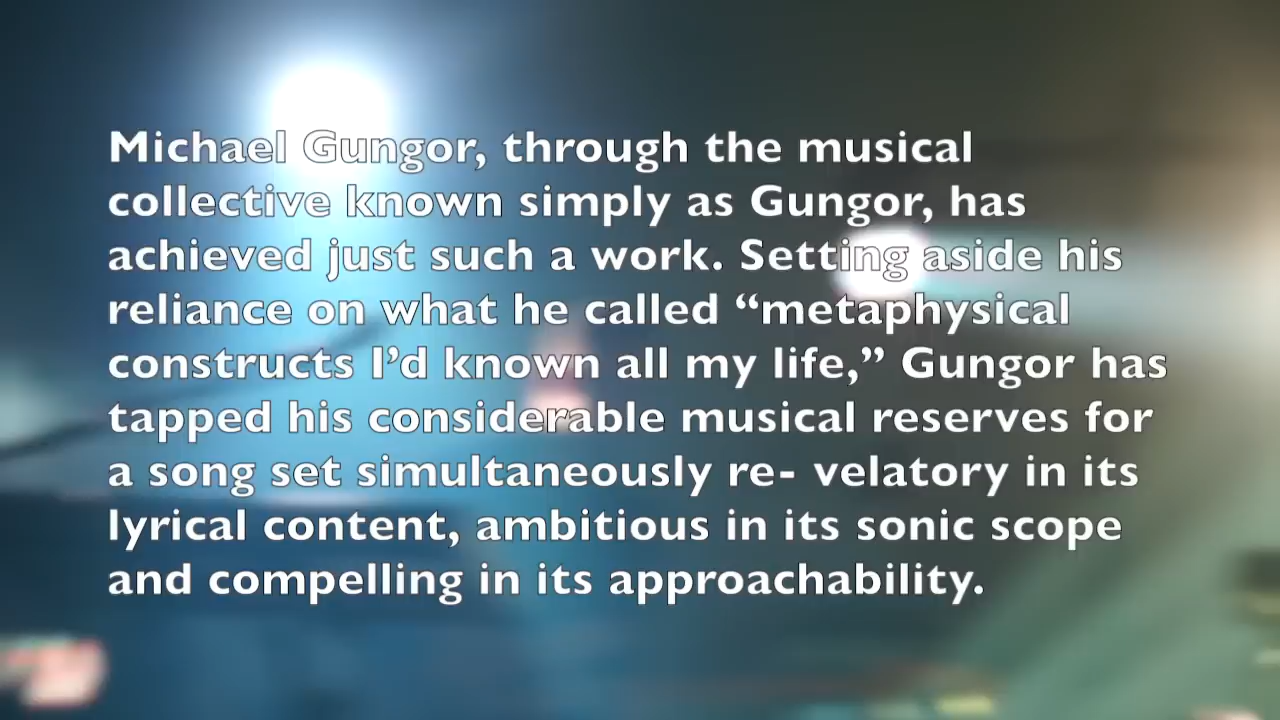 Michael Gungor, through the musical
collective known simply as Gungor, has
achieved just such a work. Setting aside his
reliance on what he called “metaphysical
constructs I’d known all my life,” Gungor has
tapped his considerable musical reserves for
a song set simultaneously re- velatory in its
lyrical content, ambitious in its sonic scope
and compelling in its approachability.